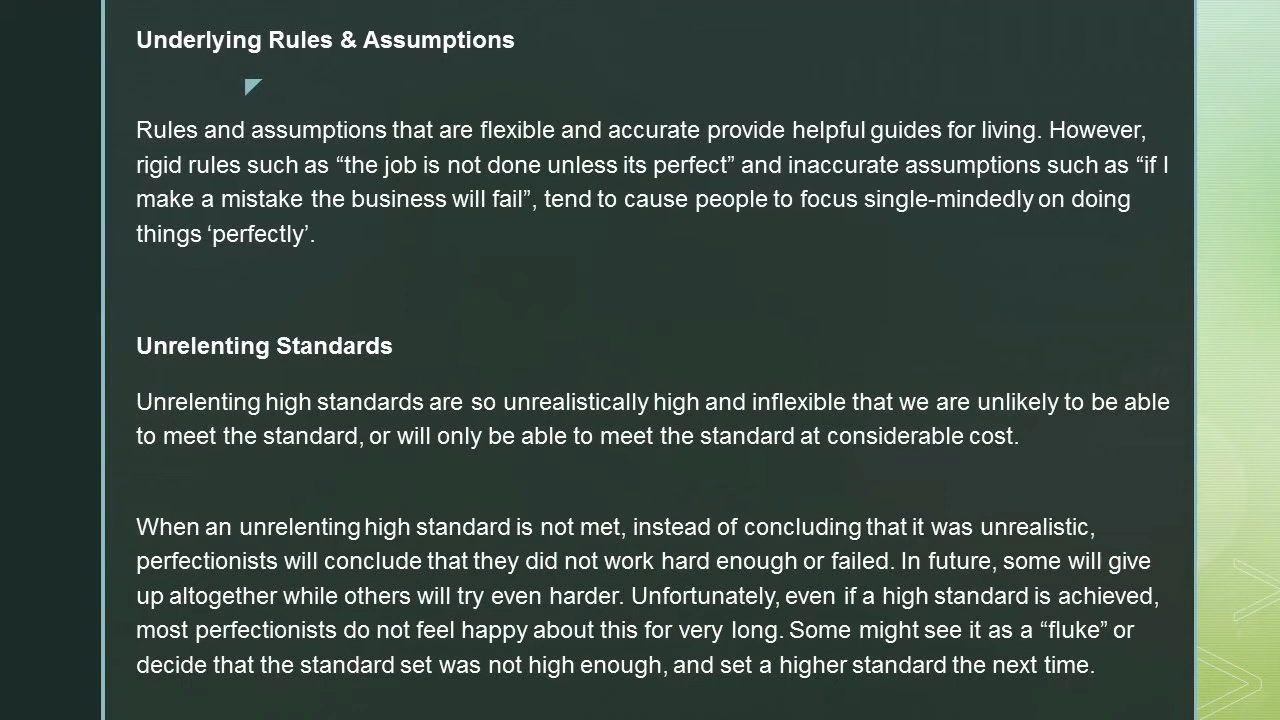 Underlying Rules & Assumptions
Rules and assumptions that are flexible and accurate provide helpful guides for living. However,
rigid rules such as “the job is not done unless its perfect” and inaccurate assumptions such as “if I
make a mistake the business will fail”, tend to cause people to focus single-mindedly on doing
things ‘perfectly’.
Unrelenting Standards
Unrelenting high standards are so unrealistically high and inflexible that we are unlikely to be able
to meet the standard, or will only be able to meet the standard at considerable cost.
When an unrelenting high standard is not met, instead of concluding that it was unrealistic,
perfectionists will conclude that they did not work hard enough or failed. In future, some will give
up altogether while others will try even harder. Unfortunately, even if a high standard is achieved,
most perfectionists do not feel happy about this for very long. Some might see it as a “fluke” or
decide that the standard set was not high enough, and set a higher standard the next time.